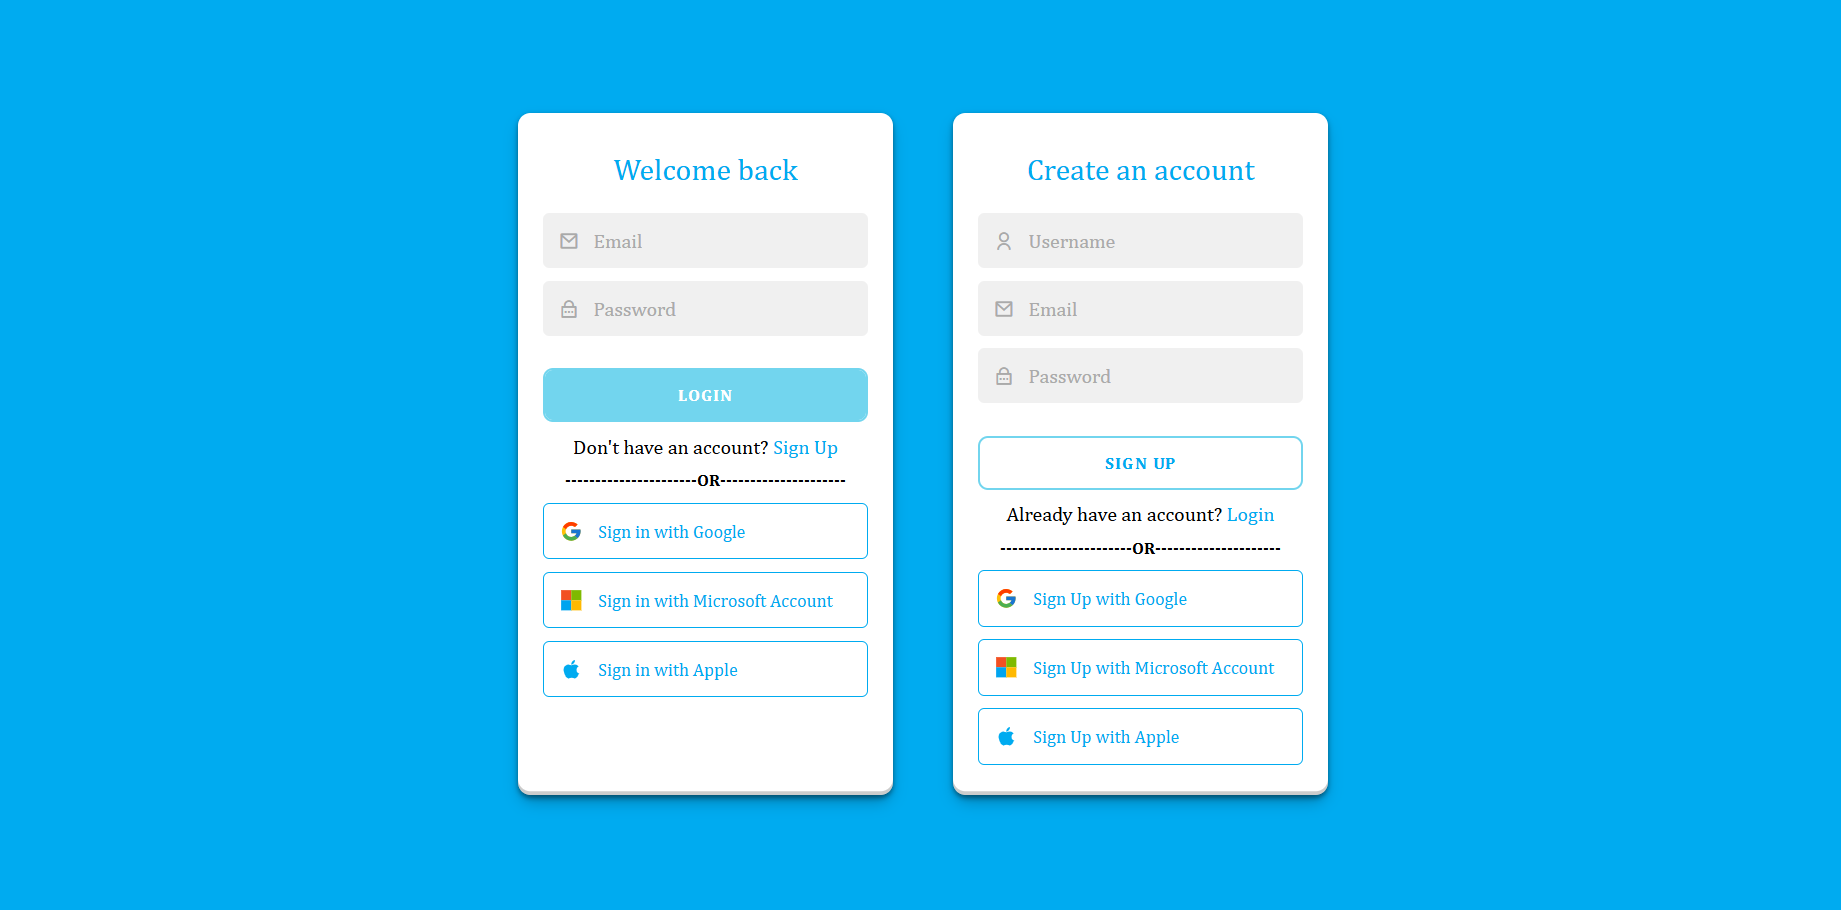 Welcome back
Email
Password
LOGIN
Don't have an account? Sign Up
----------------------OR---------------------
Sign in with Google
Sign in with Microsoft Account
Sign in with Apple
Create an account
Username
Email
Password
SIGN UP
Already have an account? Login
----------------------OR---------------------
Sign Up with Google
Sign Up with Microsoft Account
Sign Up with Apple